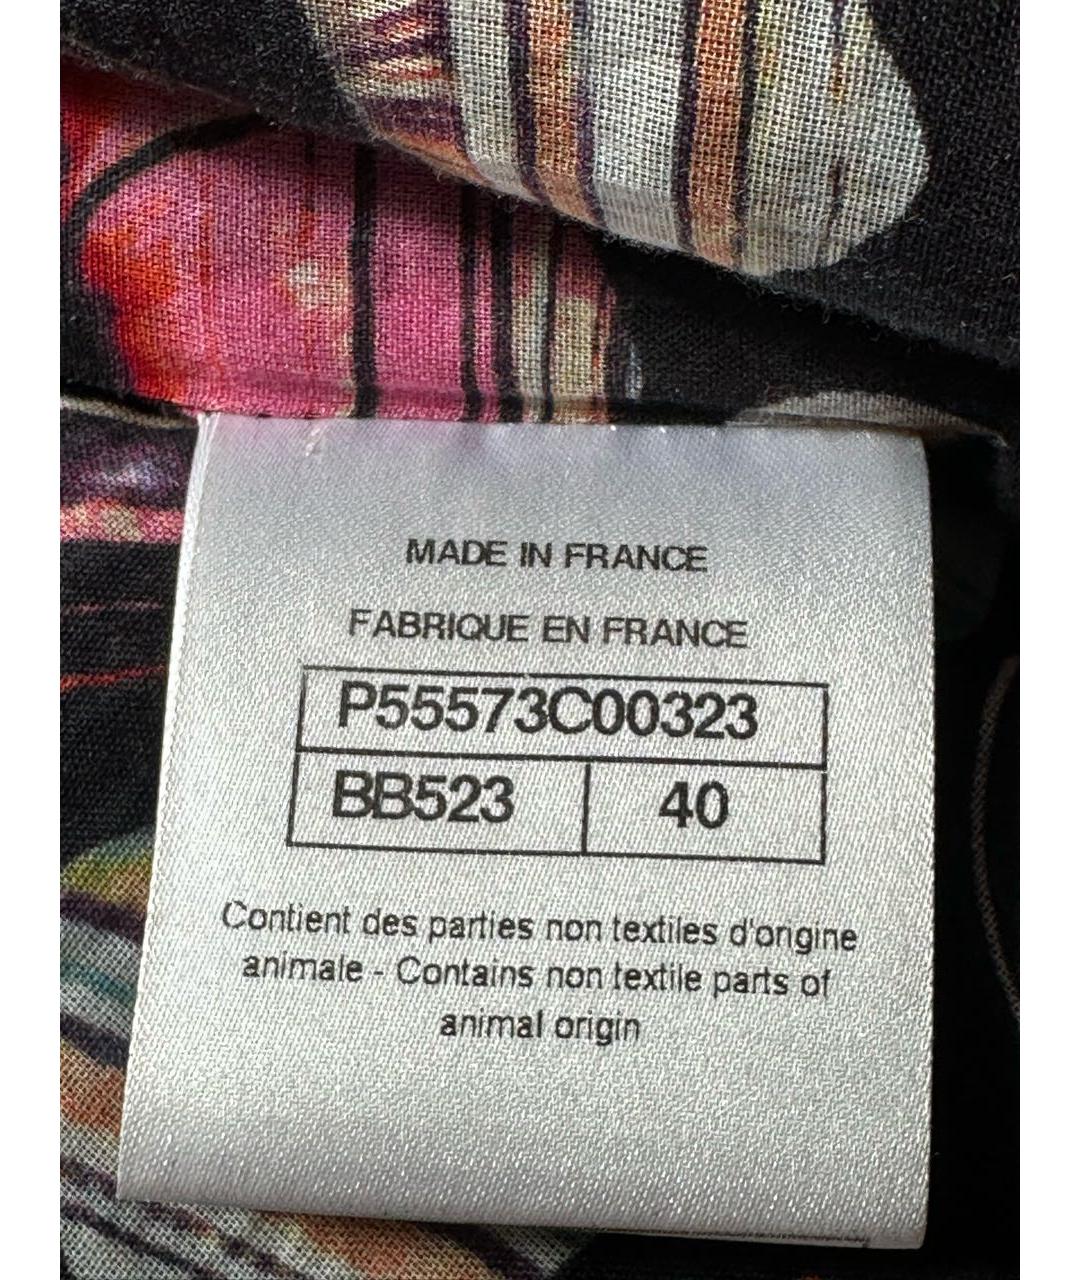 MADE IN FRANCE
FABRIQUE EN FRANCE
P55573C00323
BB523 40
Contient des parties non textiles d'origine
animale - Contains non textile parts of
animal origin